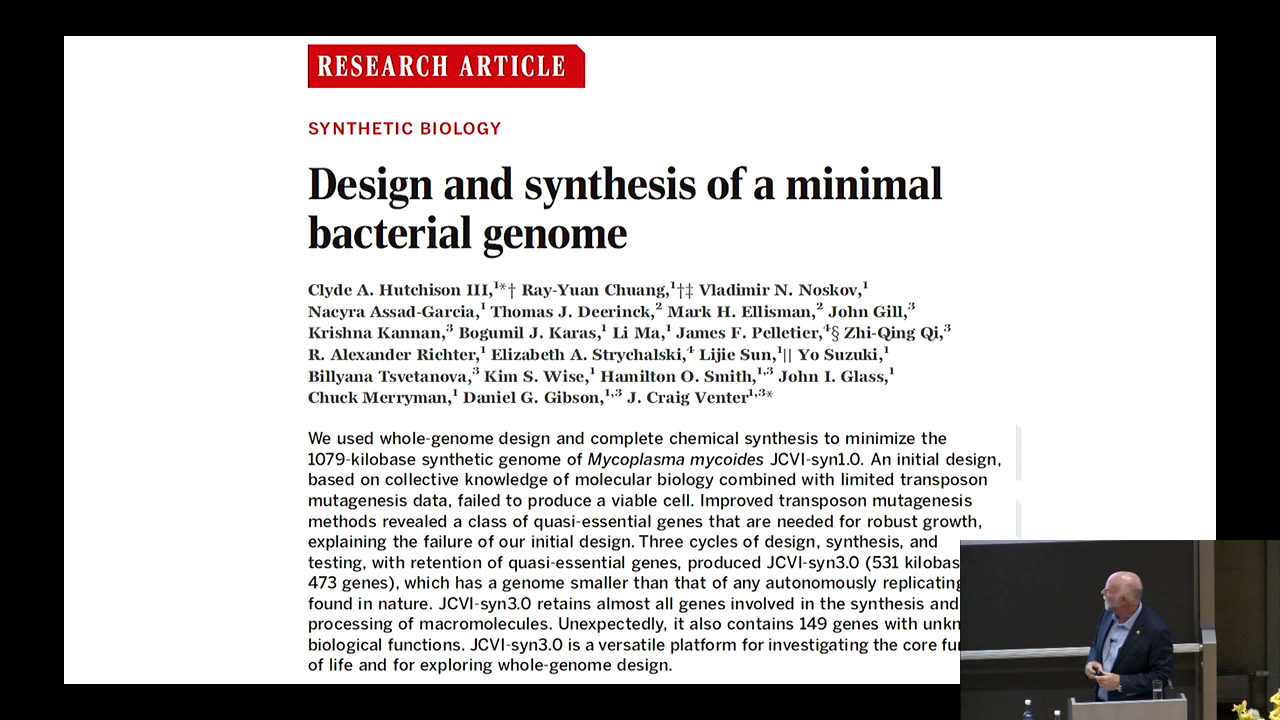 RESEARCH ARTICLE
SYNTHETIC BIOLOGY
Design and synthesis of a minimal
bacterial genome
Clyde A. Hutchison III,¹*† Ray-Yuan Chuang,¹†‡ Vladimir N. Noskov,¹
Nacyra Assad-Garcia,¹ Thomas J. Deerinck,² Mark H. Ellisman,² John Gill,³
Krishna Kannan,³ Bogumil J. Karas,¹ Li Ma,¹ James F. Pelletier,⁴§ Zhi-Qing Qi,³
R. Alexander Richter,¹ Elizabeth A. Strychalski,⁴ Lijie Sun,¹|| Yo Suzuki,¹
Billyana Tsvetanova,³ Kim S. Wise,¹ Hamilton O. Smith,¹,³ John I. Glass,¹
Chuck Merryman,¹ Daniel G. Gibson,¹,³ J. Craig Venter¹,³*
We used whole-genome design and complete chemical synthesis to minimize the
1079-kilobase synthetic genome of Mycoplasma mycoides JCVI-syn1.0. An initial design,
based on collective knowledge of molecular biology combined with limited transposon
mutagenesis data, failed to produce a viable cell. Improved transposon mutagenesis
methods revealed a class of quasi-essential genes that are needed for robust growth,
explaining the failure of our initial design. Three cycles of design, synthesis, and
testing, with retention of quasi-essential genes, produced JCVI-syn3.0 (531 kilobas
473 genes), which has a genome smaller than that of any autonomously replicating
found in nature. JCVI-syn3.0 retains almost all genes involved in the synthesis and
processing of macromolecules. Unexpectedly, it also contains 149 genes with unkn
biological functions. JCVI-syn3.0 is a versatile platform for investigating the core fu
of life and for exploring whole-genome design.